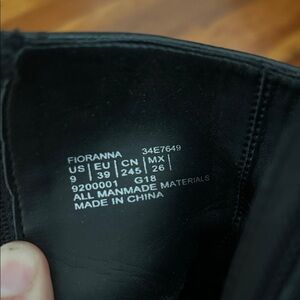 FIORANNA 34E7649
US | EU | CN | MX |
9 | 39 | 245 | 26 |
9200001 G18
ALL MANMADE MATERIALS
MADE IN CHINA